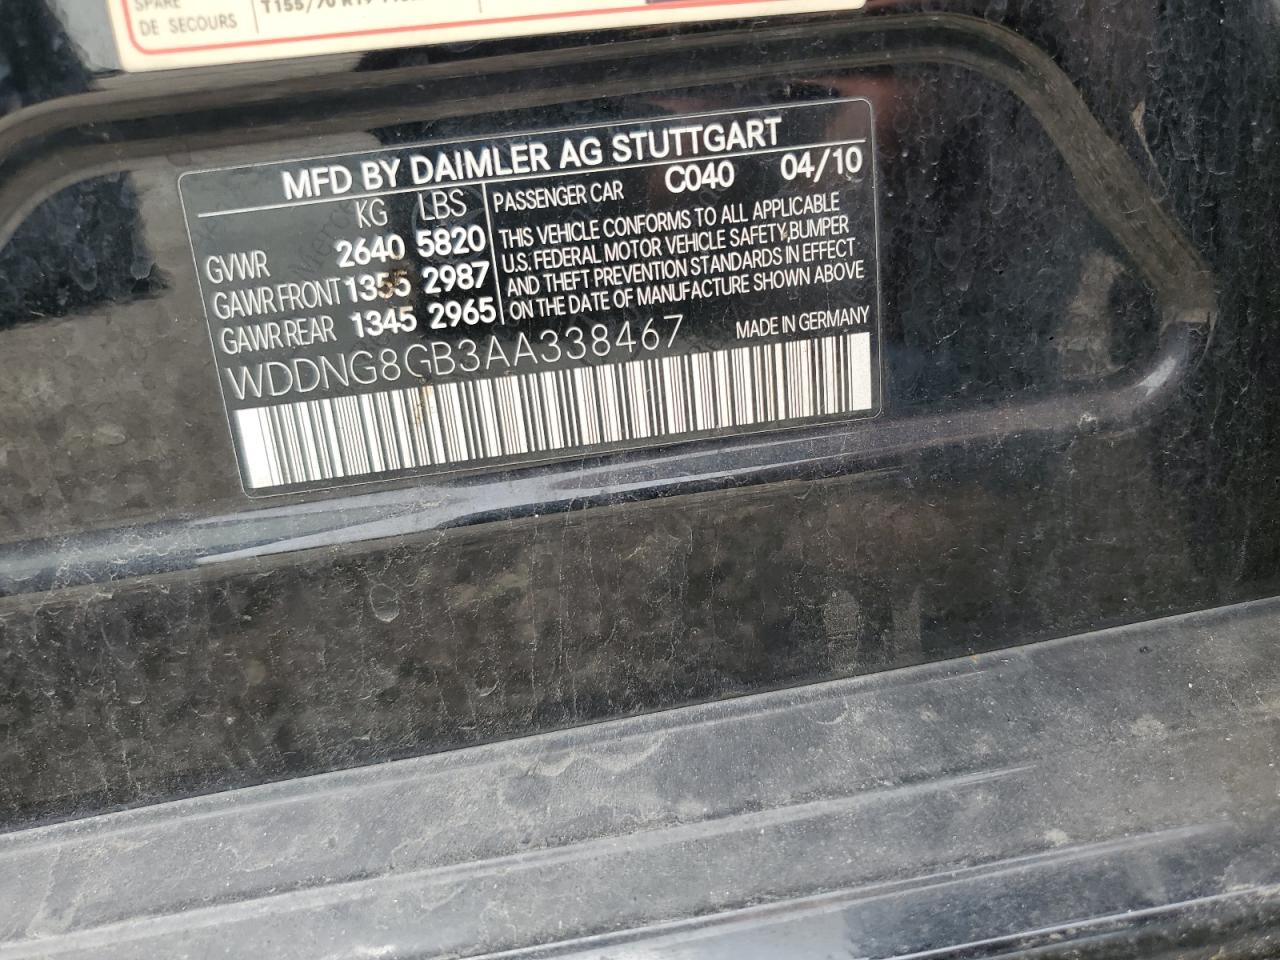 SPARE
DE SECOURS
MFD BY DAIMLER AG STUTTGART
KG LBS
GVWR 2640 5820
GAWR FRONT 1355 2987
GAWR REAR 1345 2965
PASSENGER CAR C040 04/10
THIS VEHICLE CONFORMS TO ALL APPLICABLE
U.S. FEDERAL MOTOR VEHICLE SAFETY,BUMPER
AND THEFT PREVENTION STANDARDS IN EFFECT
ON THE DATE OF MANUFACTURE SHOWN ABOVE
WDDNG8GB3AA338467 MADE IN GERMANY